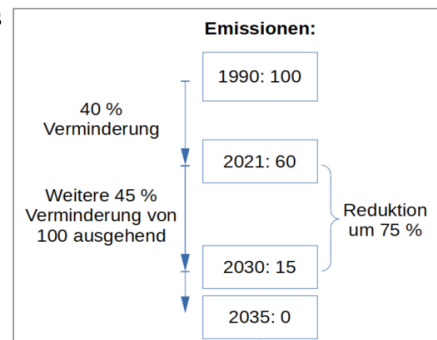 Emissionen:
1990: 100
40 %
Verminderung
2021: 60
Weitere 45 %
Verminderung von
100 ausgehend
Reduktion
um 75 %
2030: 15
2035: 0